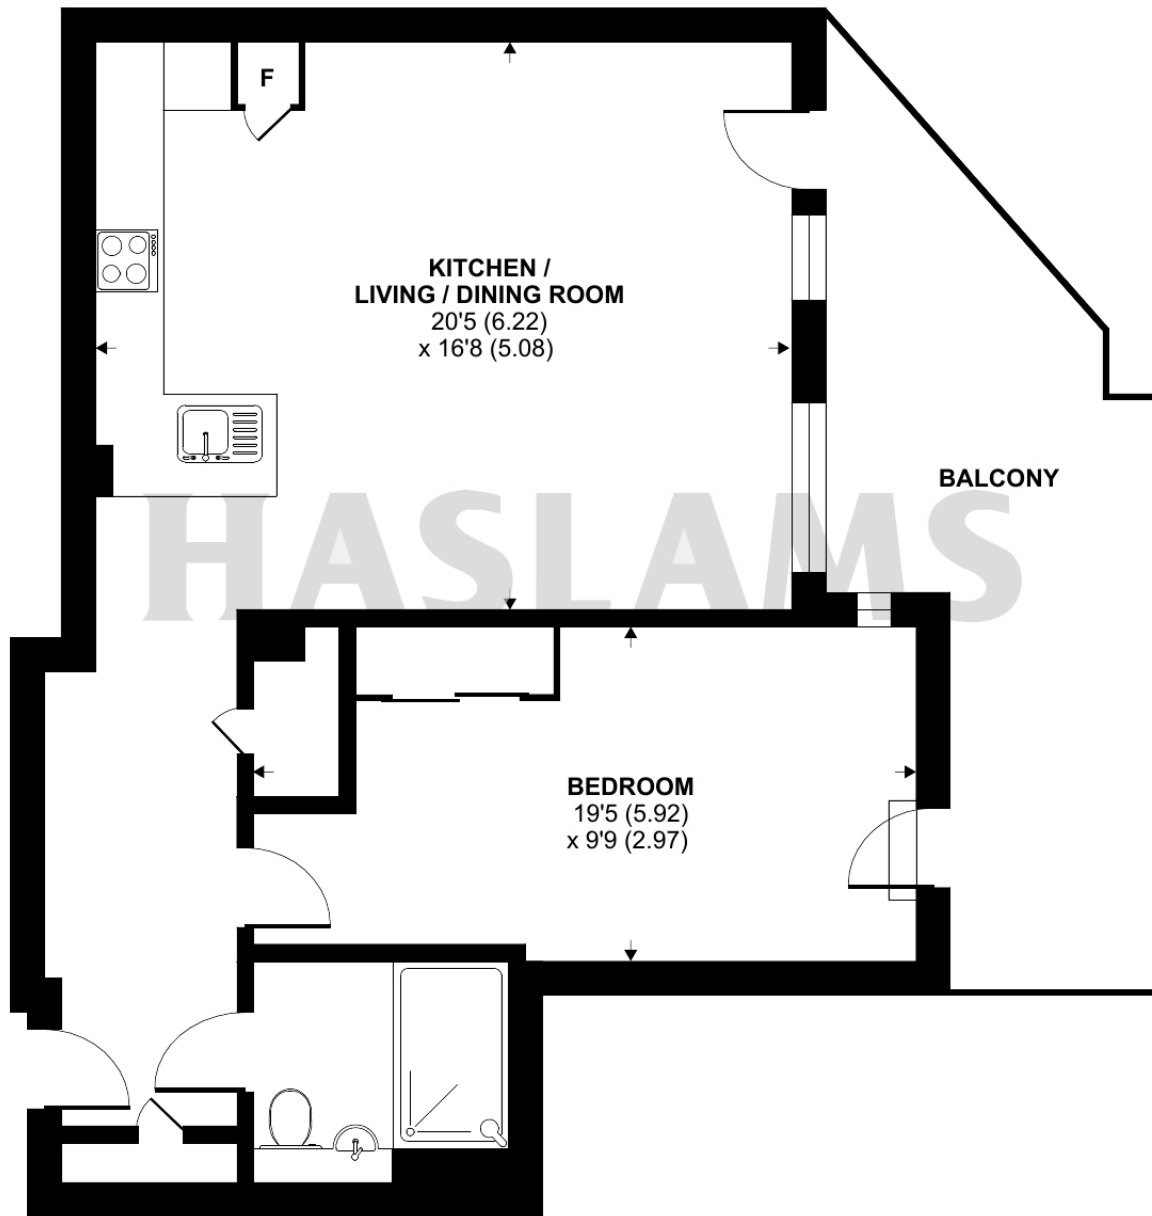 F
KITCHEN /
LIVING / DINING ROOM
20'5 (6.22)
x 16'8 (5.08)
BALCONY
HASLAMS
BEDROOM
19'5 (5.92)
x 9'9 (2.97)